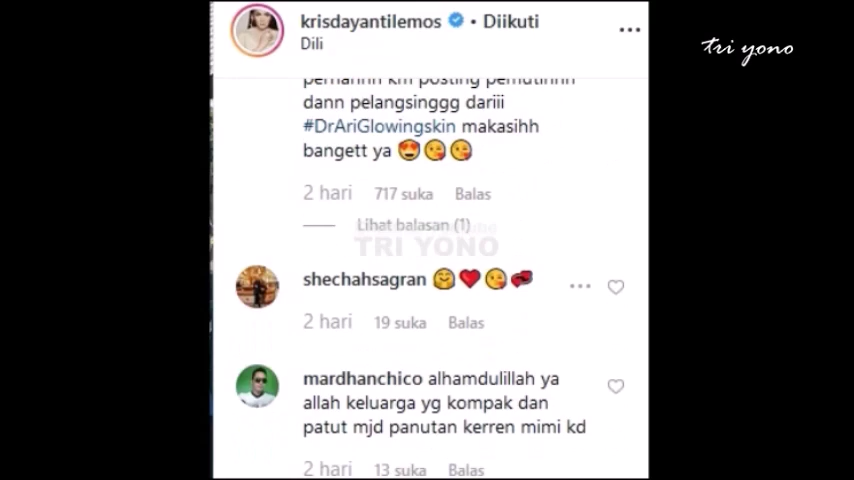 krisdayantilemos • Diikuti
Dili
tri yono
pernahhh km posting pemutihhh
dann pelangsinggg dariii
#DrAriGlowingskin makasihh
bangett ya 😍😘😘
2 hari 717 suka Balas
Lihat balasan (1)
TRI YONO
shechahsagran 🤗❤️😘💞
2 hari 19 suka Balas
mardhanchico alhamdulillah ya
allah keluarga yg kompak dan
patut mjd panutan kerren mimi kd
2 hari 13 suka Balas